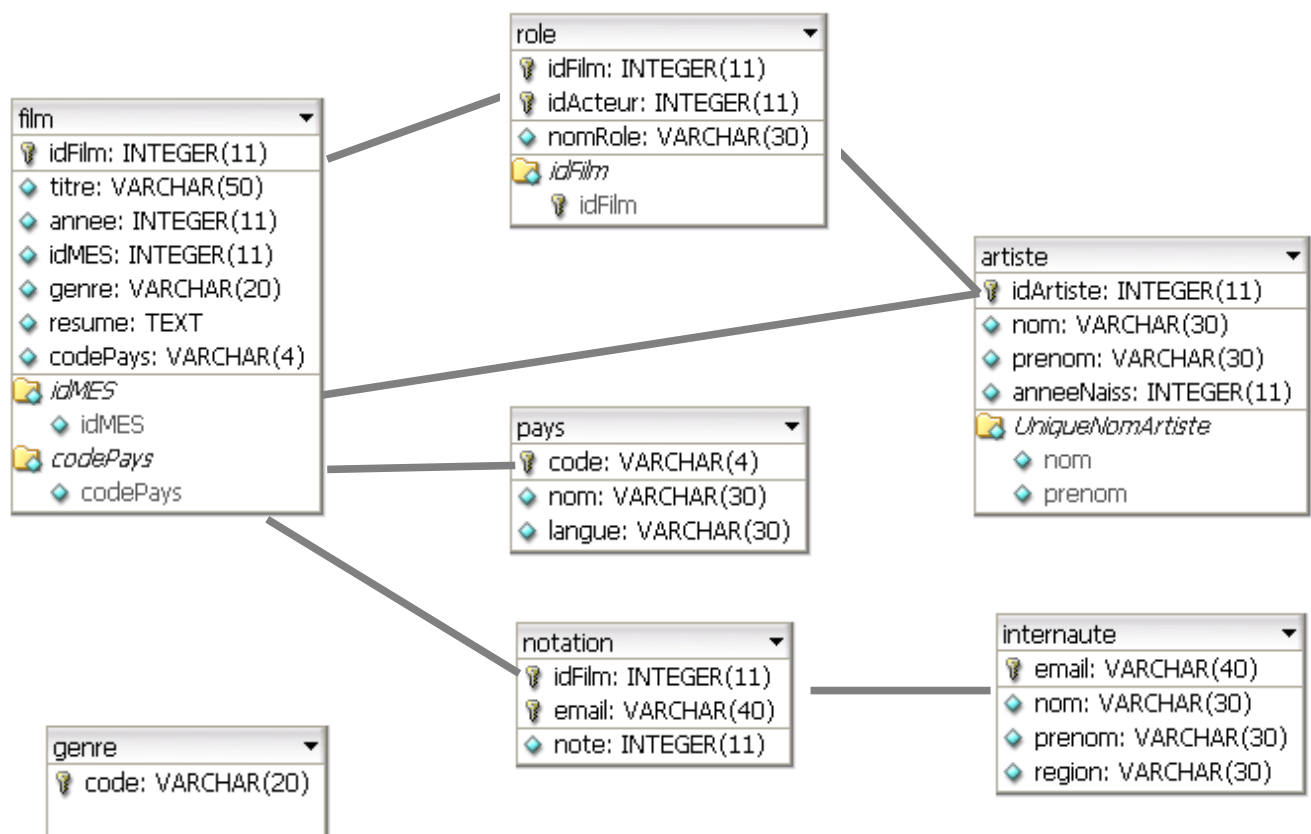 role
idFilm: INTEGER(11)
idActeur: INTEGER(11)
nomRole: VARCHAR(30)
idFilm
idFilm
film
idFilm: INTEGER(11)
titre: VARCHAR(50)
annee: INTEGER(11)
idMES: INTEGER(11)
genre: VARCHAR(20)
resume: TEXT
codePays: VARCHAR(4)
idMES
idMES
codePays
codePays
artiste
idArtiste: INTEGER(11)
nom: VARCHAR(30)
prenom: VARCHAR(30)
anneeNaiss: INTEGER(11)
UniqueNomArtiste
nom
prenom
pays
code: VARCHAR(4)
nom: VARCHAR(30)
langue: VARCHAR(30)
notation
idFilm: INTEGER(11)
email: VARCHAR(40)
note: INTEGER(11)
internaute
email: VARCHAR(40)
nom: VARCHAR(30)
prenom: VARCHAR(30)
region: VARCHAR(30)
genre
code: VARCHAR(20)